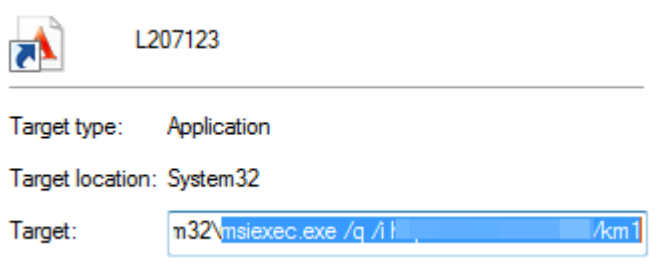 L207123
Target type: Application
Target location: System32
Target: m32\msiexec.exe /q /i /km1